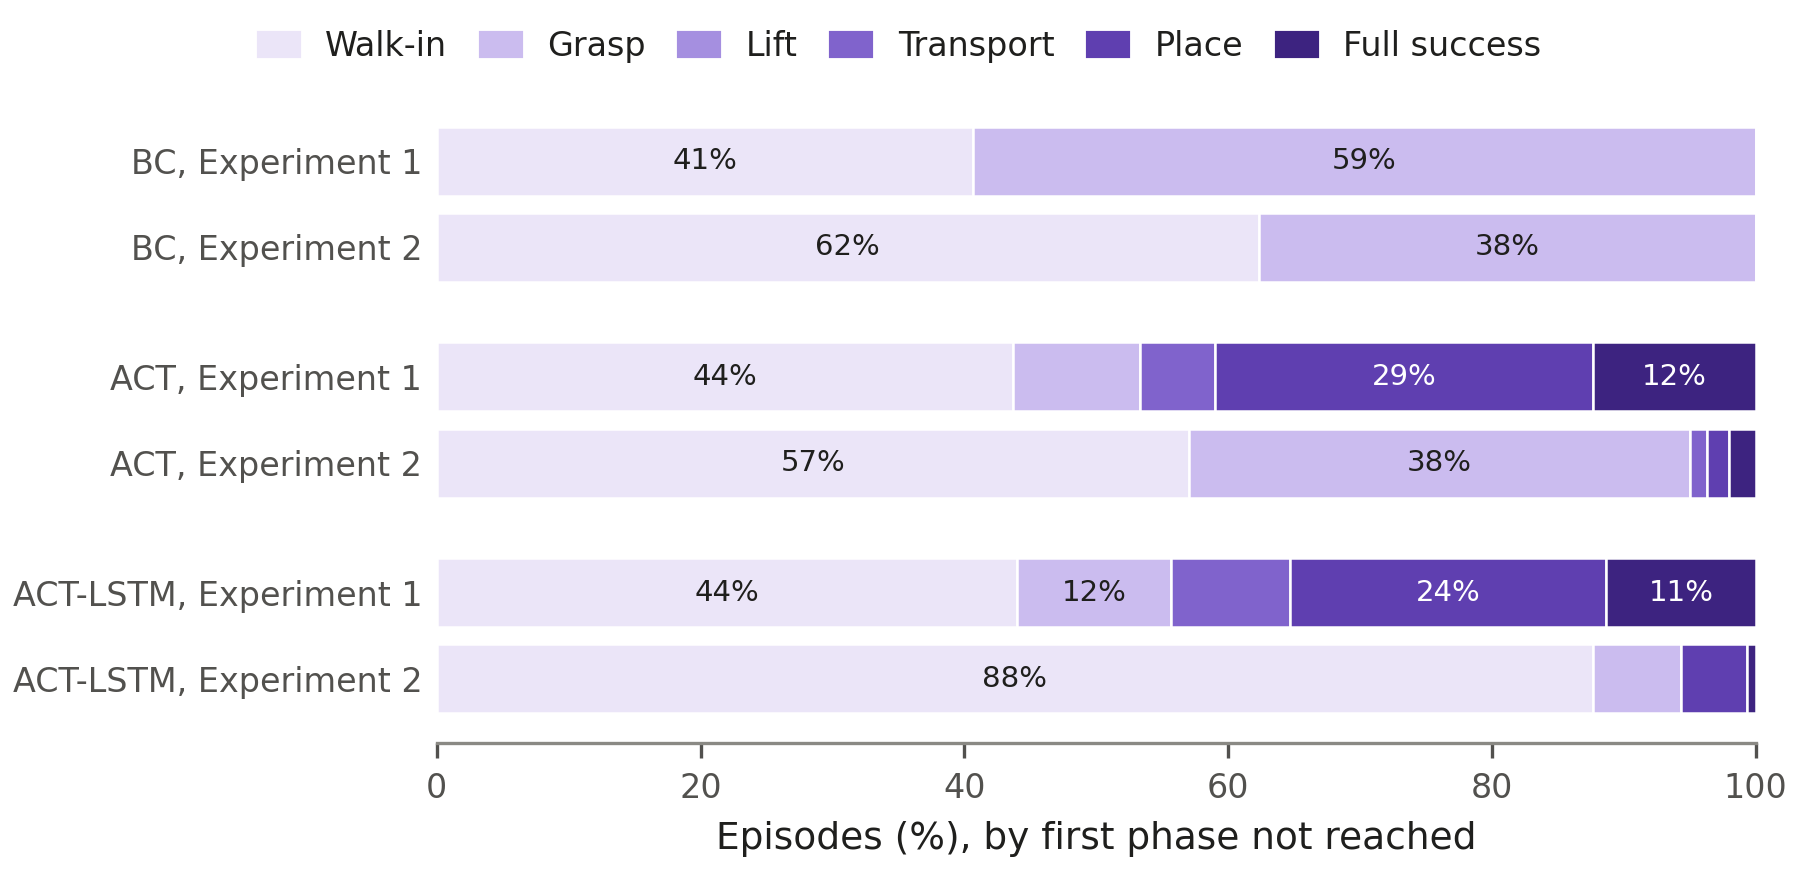 Walk-in Grasp Lift Transport Place Full success
BC, Experiment 1 41% 59%
BC, Experiment 2 62% 38%
ACT, Experiment 1 44% 29% 12%
ACT, Experiment 2 57% 38%
ACT-LSTM, Experiment 1 44% 12% 24% 11%
ACT-LSTM, Experiment 2 88%
0 20 40 60 80 100
Episodes (%), by first phase not reached